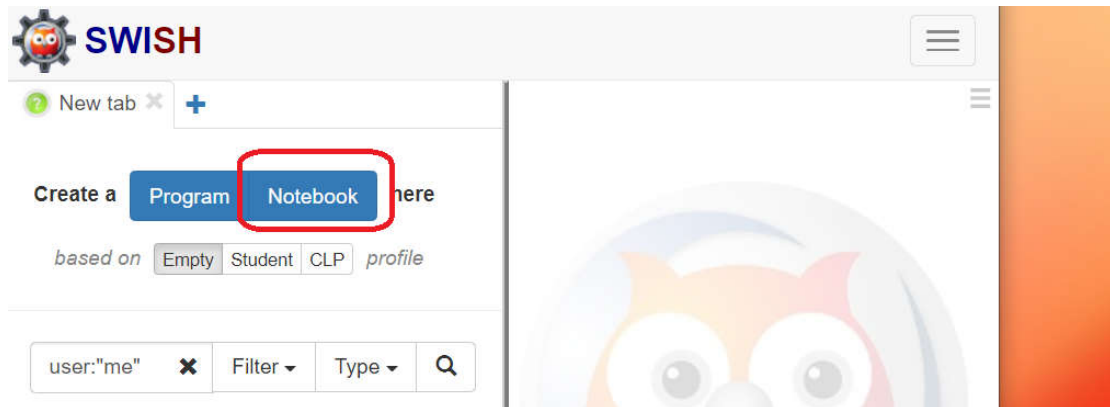 SWISH
New tab
Create a Program Notebook here
based on Empty Student CLP profile
user:"me" Filter Type